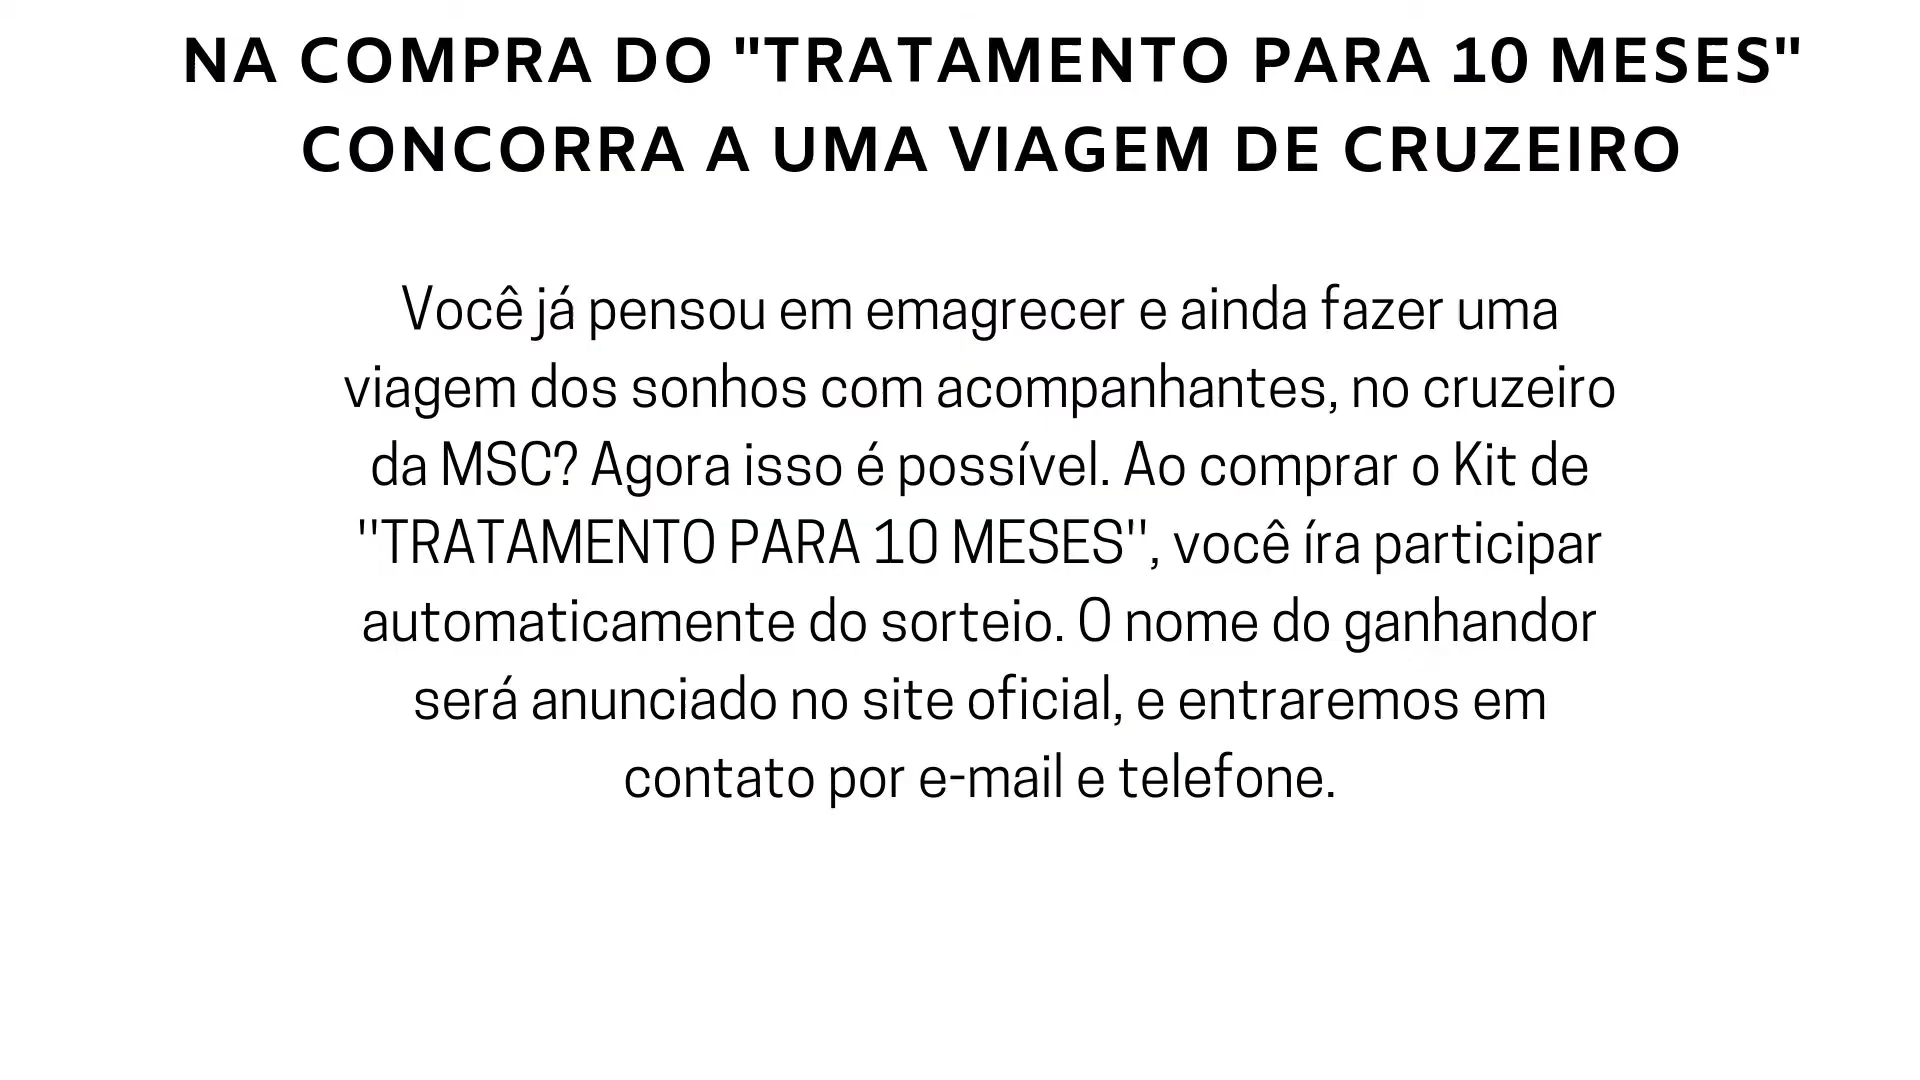 NA COMPRA DO "TRATAMENTO PARA 10 MESES"
CONCORRA A UMA VIAGEM DE CRUZEIRO
Você já pensou em emagrecer e ainda fazer uma
viagem dos sonhos com acompanhantes, no cruzeiro
da MSC? Agora isso é possível. Ao comprar o Kit de
''TRATAMENTO PARA 10 MESES'', você íra participar
automaticamente do sorteio. O nome do ganhandor
será anunciado no site oficial, e entraremos em
contato por e-mail e telefone.